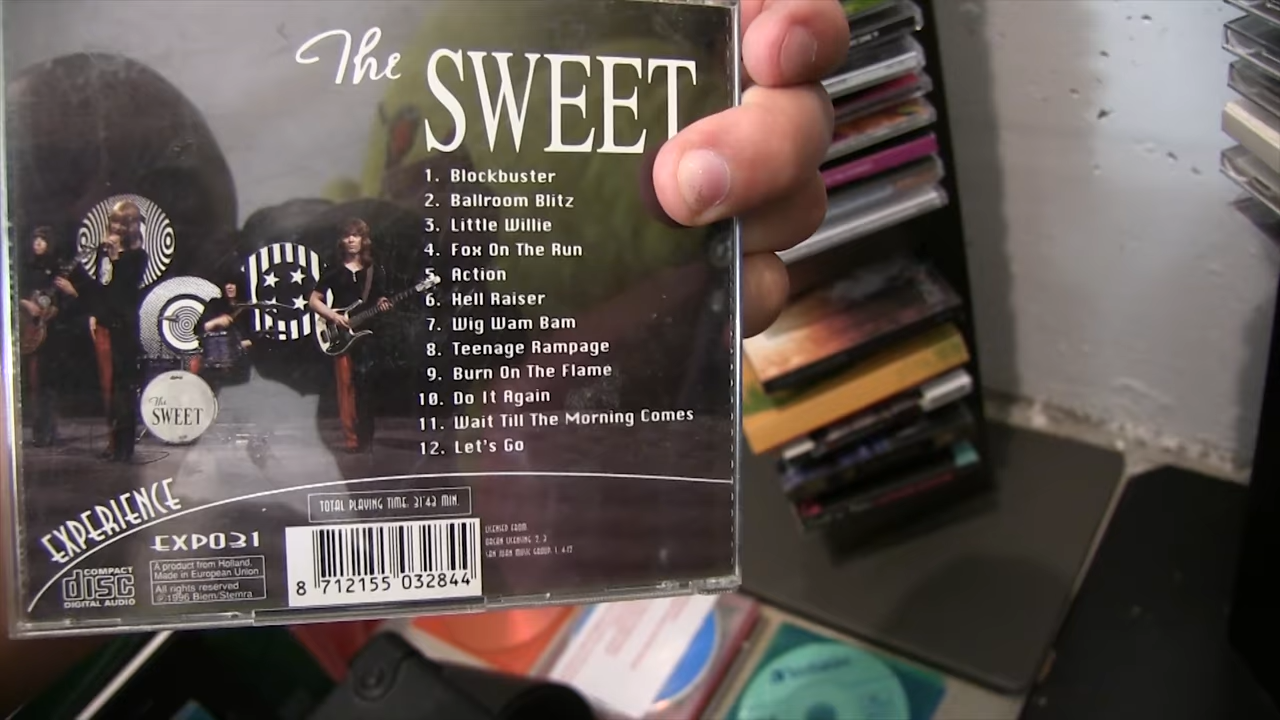 The SWEET
1. Blockbuster
2. Ballroom Blitz
3. Little Willie
4. Fox On The Run
5. Action
6. Hell Raiser
7. Wig Wam Bam
8. Teenage Rampage
9. Burn On The Flame
10. Do It Again
11. Wait Till The Morning Comes
12. Let's Go
The
SWEET
EXPERIENCE
TOTAL PLAYING TIME: 31'43 MIN.
EXP031
COMPACT
disc
DIGITAL AUDIO
A product from Holland.
Made in European Union
All rights reserved
1996 Biem/Stemra
8 712155 032844
LICENSED FROM